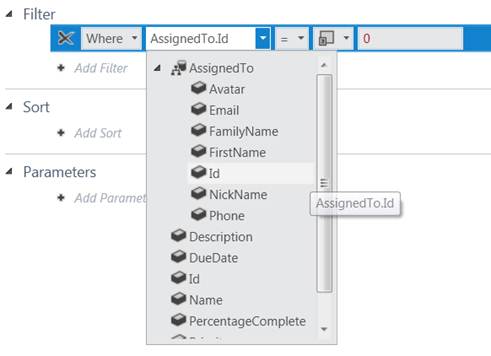 Filter
Where AssignedTo.Id = 0
Add Filter
AssignedTo
Avatar
Email
FamilyName
Sort
Add Sort
FirstName
Id
Parameters
NickName
Add Parame
AssignedTo.Id
Phone
Description
DueDate
Id
Name
PercentageComplete